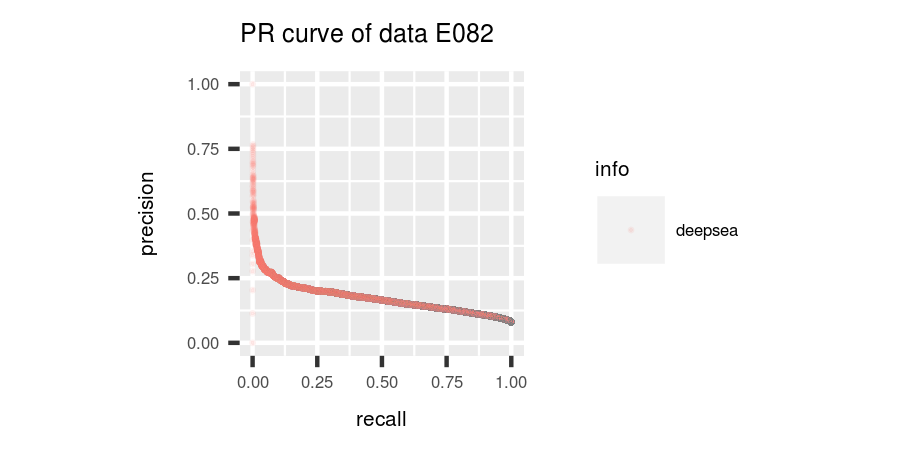 PR curve of data E082
precision
1.00
0.75
0.50
0.25
0.00
0.00 0.25 0.50 0.75 1.00
recall
info
deepsea